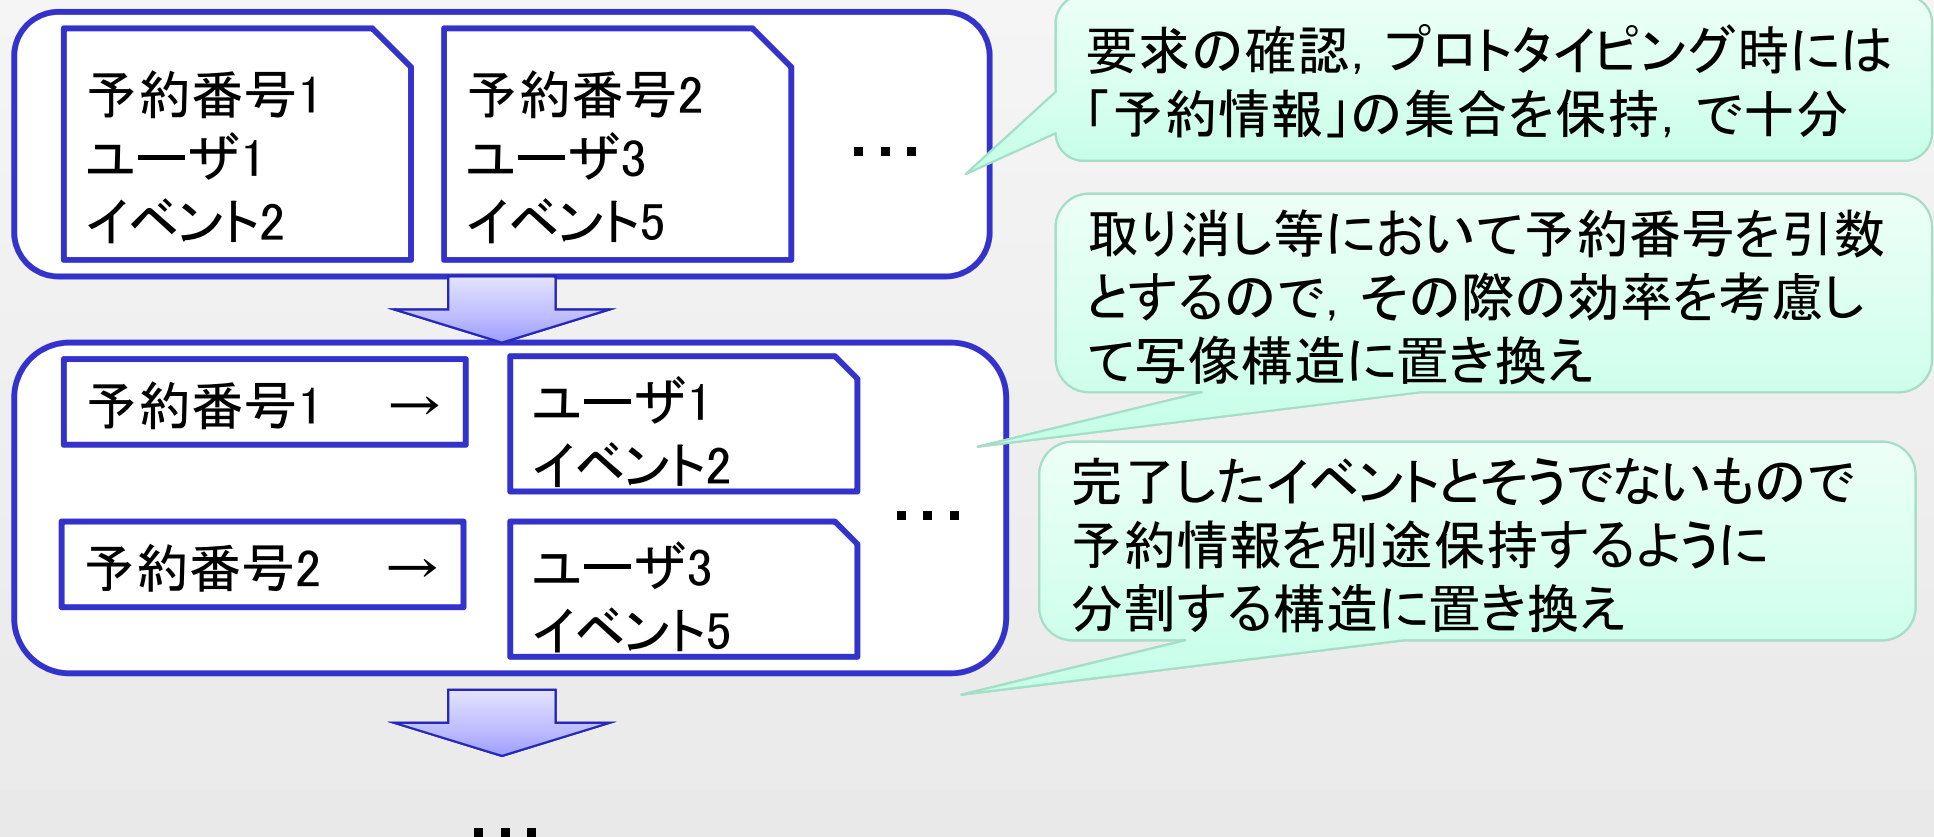 予約番号1
ユーザ1
イベント2
予約番号2
ユーザ3
イベント5
…
要求の確認，プロトタイピング時には
「予約情報」の集合を保持，で十分
取り消し等において予約番号を引数
とするので，その際の効率を考慮し
て写像構造に置き換え
予約番号1　→
ユーザ1
イベント2
予約番号2　→
ユーザ3
イベント5
…
完了したイベントとそうでないもので
予約情報を別途保持するように
分割する構造に置き換え
…